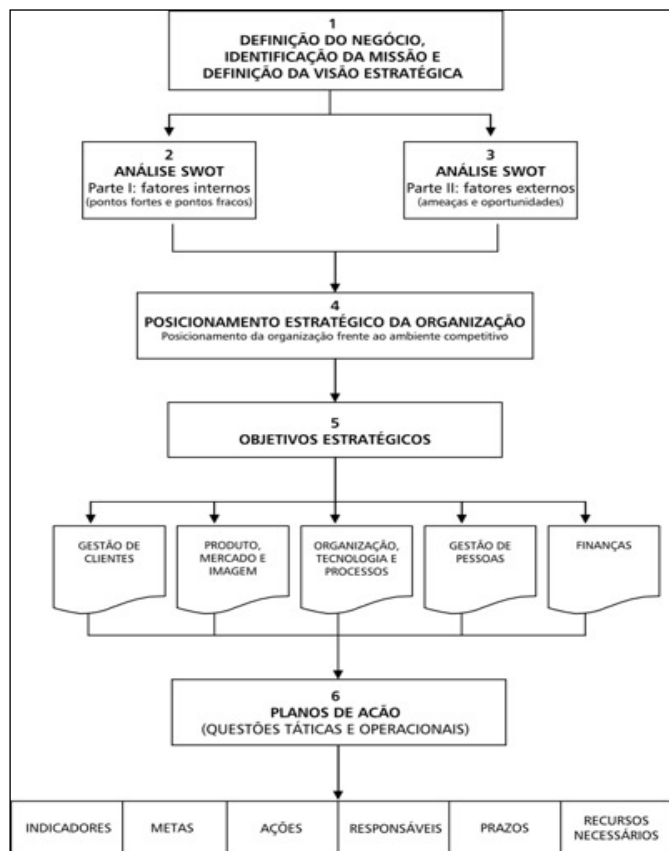 1
DEFINIÇÃO DO NEGÓCIO,
IDENTIFICAÇÃO DA MISSÃO E
DEFINIÇÃO DA VISÃO ESTRATÉGICA
2
ANÁLISE SWOT
Parte I: fatores internos
(pontos fortes e pontos fracos)
3
ANÁLISE SWOT
Parte II: fatores externos
(ameaças e oportunidades)
4
POSICIONAMENTO ESTRATÉGICO DA ORGANIZAÇÃO
Posicionamento da organização frente ao ambiente competitivo
5
OBJETIVOS ESTRATÉGICOS
GESTÃO DE
CLIENTES
PRODUTO,
MERCADO E
IMAGEM
ORGANIZAÇÃO,
TECNOLOGIA E
PROCESSOS
GESTÃO DE
PESSOAS
FINANÇAS
6
PLANOS DE ACÃO
(QUESTÕES TÁTICAS E OPERACIONAIS)
INDICADORES
METAS
AÇÕES
RESPONSÁVEIS
PRAZOS
RECURSOS
NECESSÁRIOS